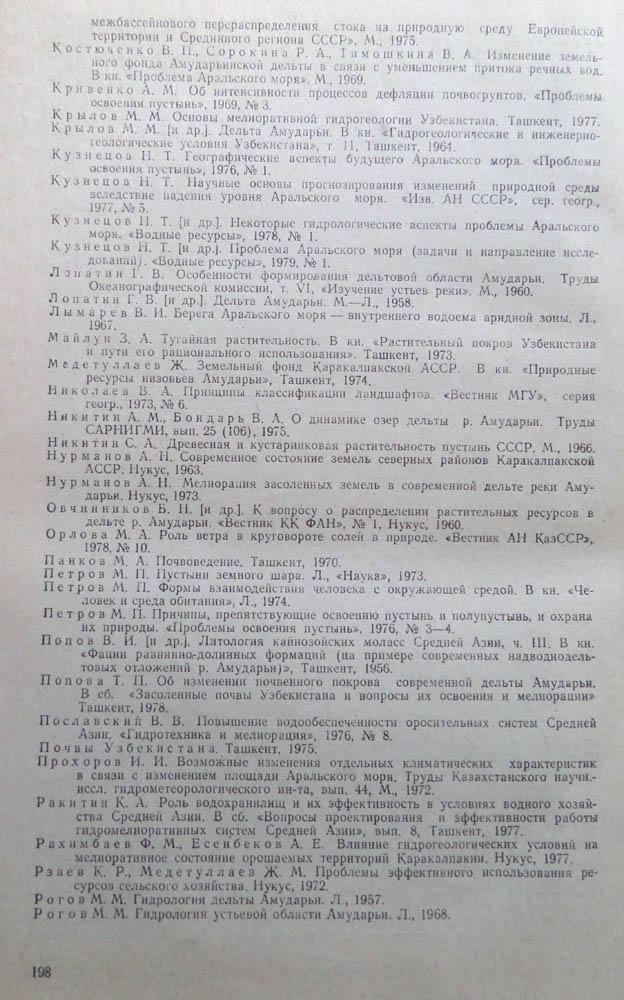 межбассейнового перераспределения стока на природную среду Европейской
территории и Срединного региона СССР», М., 1975.
Костюченко В. П., Сорокина Р. А., Тимошкина В. А. Изменение земель-
ного фонда Амударьинской дельты в связи с уменьшением притока речных вод.
В кн. «Проблема Аральского моря». М., 1969.
Кривенко А. М. Об интенсивности процессов дефляции почвогрунтов. «Проблемы
освоения пустынь», 1969, № 3.
Крылов М. М. Основы мелиоративной гидрогеологии Узбекистана. Ташкент, 1977.
Крылов М. М. [и др.]. Дельта Амударьи. В кн. «Гидрогеологические и инженерно-
геологические условия Узбекистана», т. 11, Ташкент, 1964.
Кузнецов Н. Т. Географические аспекты будущего Аральского моря. «Проблемы
освоения пустынь», 1976, № 1.
Кузнецов Н. Т. Научные основы прогнозирования изменений природной среды
вследствие падения уровня Аральского моря. «Изв. АН СССР», сер. геогр.,
1977, № 5.
Кузнецов Н. Т. [и др.]. Некоторые гидрологические аспекты проблемы Аральского
моря. «Водные ресурсы», 1978, № 1.
Кузнецов Н. Т. [и др.]. Проблема Аральского моря (задачи и направление иссле-
дований). «Водные ресурсы», 1979, № 1.
Лопатин Г. В. Особенности формирования дельтовой области Амударьи. Труды
Океанографической комиссии, т. VI, «Изучение устьев реки». М., 1960.
Лопатин Г. В. [и др.]. Дельта Амударьи. М.—Л., 1958.
Лымарев В. И. Берега Аральского моря — внутреннего водоема аридной зоны. Л.,
1967.
Майлун З. А. Тугайная растительность. В кн. «Растительный покров Узбекистана
и пути его рационального использования». Ташкент, 1973.
Медетуллаев Ж. Земельный фонд Каракалпакской АССР. В кн. «Природные
ресурсы низовьев Амударьи», Ташкент, 1974.
Николаев В. А. Принципы классификации ландшафтов. «Вестник МГУ», серия
геогр., 1973, № 6.
Никитин А. М., Бондарь В. А. О динамике озер дельты р. Амударьи. Труды
САРНИГМИ, вып. 25 (106), 1975.
Никитин С. А. Древесная и кустарниковая растительность пустынь СССР. М., 1966.
Нурманов А. Н. Современное состояние земель северных районов Каракалпакской
АССР. Нукус, 1963.
Нурманов А. Н. Мелиорация засоленных земель в современной дельте реки Аму-
дарьи. Нукус, 1973.
Овчинников Б. Н. [и др.]. К вопросу о распределении растительных ресурсов в
дельте р. Амударьи. «Вестник КК ФАН», № 1, Нукус, 1960.
Орлова М. А. Роль ветра в круговороте солей в природе. «Вестник АН КазССР»,
1978, № 10.
Панков М. А. Почвоведение. Ташкент, 1970.
Петров М. П. Пустыни земного шара. Л., «Наука», 1973.
Петров М. П. Формы взаимодействия человека с окружающей средой. В кн. «Че-
ловек и среда обитания», Л., 1974.
Петров М. П. Причины, препятствующие освоению пустынь и полупустынь, и охрана
их природы. «Проблемы освоения пустынь», 1976, № 3—4.
Попов В. И. [и др.]. Литология кайнозойских моласс Средней Азии, ч. III. В кн.
«Фации равнинно-долинных формаций (на примере современных надводнодель-
товых отложений р. Амударьи)», Ташкент, 1956.
Попова Т. П. Об изменении почвенного покрова современной дельты Амударьи.
В сб. «Засоленные почвы Узбекистана и вопросы их освоения и мелиорации»
Ташкент, 1978.
Пославский В. В. Повышение водообеспеченности оросительных систем Средней
Азии. «Гидротехника и мелиорация», 1976, № 8.
Почвы Узбекистана. Ташкент, 1975.
Прохоров И. И. Возможные изменения отдельных климатических характеристик
в связи с изменением площади Аральского моря. Труды Казахстанского научн.-
иссл. гидрометеорологического ин-та, вып. 44, М., 1972.
Ракитин К. А. Роль водохранилищ и их эффективность в условиях водного хозяй-
ства Средней Азии. В сб. «Вопросы проектирования и эффективности работы
гидромелиоративных систем Средней Азии», вып. 8, Ташкент, 1977.
Рахимбаев Ф. М., Есенбеков А. Е. Влияние гидрогеологических условий на
мелиоративное состояние орошаемых территорий Каракалпакии. Нукус, 1977.
Рзаев К. Р., Медетуллаев Ж. М. Проблемы эффективного использования ре-
сурсов сельского хозяйства. Нукус, 1972.
Рогов М. М. Гидрология дельты Амударьи. Л., 1957.
Рогов М. М. Гидрология устьевой области Амударьи. Л., 1968.
198